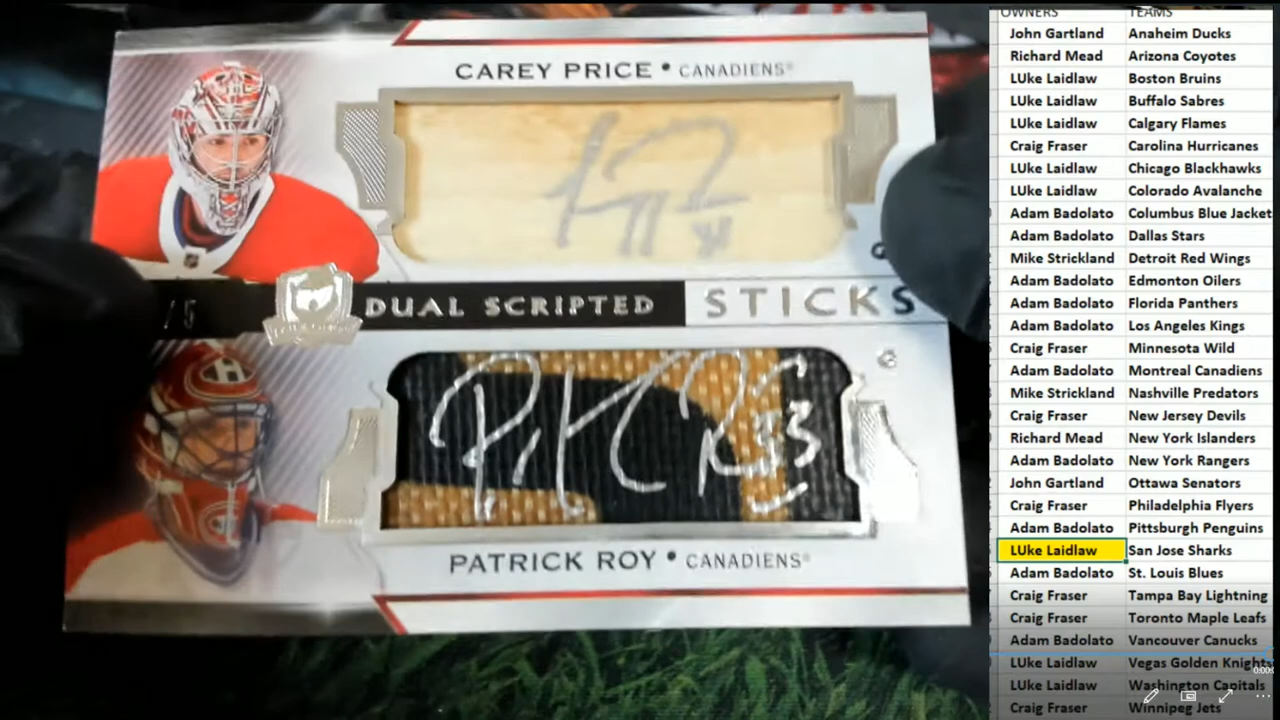 CAREY PRICE • CANADIENS®
31
/5
DUAL SCRIPTED STICKS
33
PATRICK ROY • CANADIENS®
OWNERS TEAMS
John Gartland Anaheim Ducks
Richard Mead Arizona Coyotes
LUke Laidlaw Boston Bruins
LUke Laidlaw Buffalo Sabres
LUke Laidlaw Calgary Flames
Craig Fraser Carolina Hurricanes
LUke Laidlaw Chicago Blackhawks
LUke Laidlaw Colorado Avalanche
Adam Badolato Columbus Blue Jacket
Adam Badolato Dallas Stars
Mike Strickland Detroit Red Wings
Adam Badolato Edmonton Oilers
Adam Badolato Florida Panthers
Adam Badolato Los Angeles Kings
Craig Fraser Minnesota Wild
Adam Badolato Montreal Canadiens
Mike Strickland Nashville Predators
Craig Fraser New Jersey Devils
Richard Mead New York Islanders
Adam Badolato New York Rangers
John Gartland Ottawa Senators
Craig Fraser Philadelphia Flyers
Adam Badolato Pittsburgh Penguins
LUke Laidlaw San Jose Sharks
Adam Badolato St. Louis Blues
Craig Fraser Tampa Bay Lightning
Craig Fraser Toronto Maple Leafs
Adam Badolato Vancouver Canucks
LUke Laidlaw Vegas Golden Knights
LUke Laidlaw Washington Capitals
Craig Fraser Winnipeg Jets